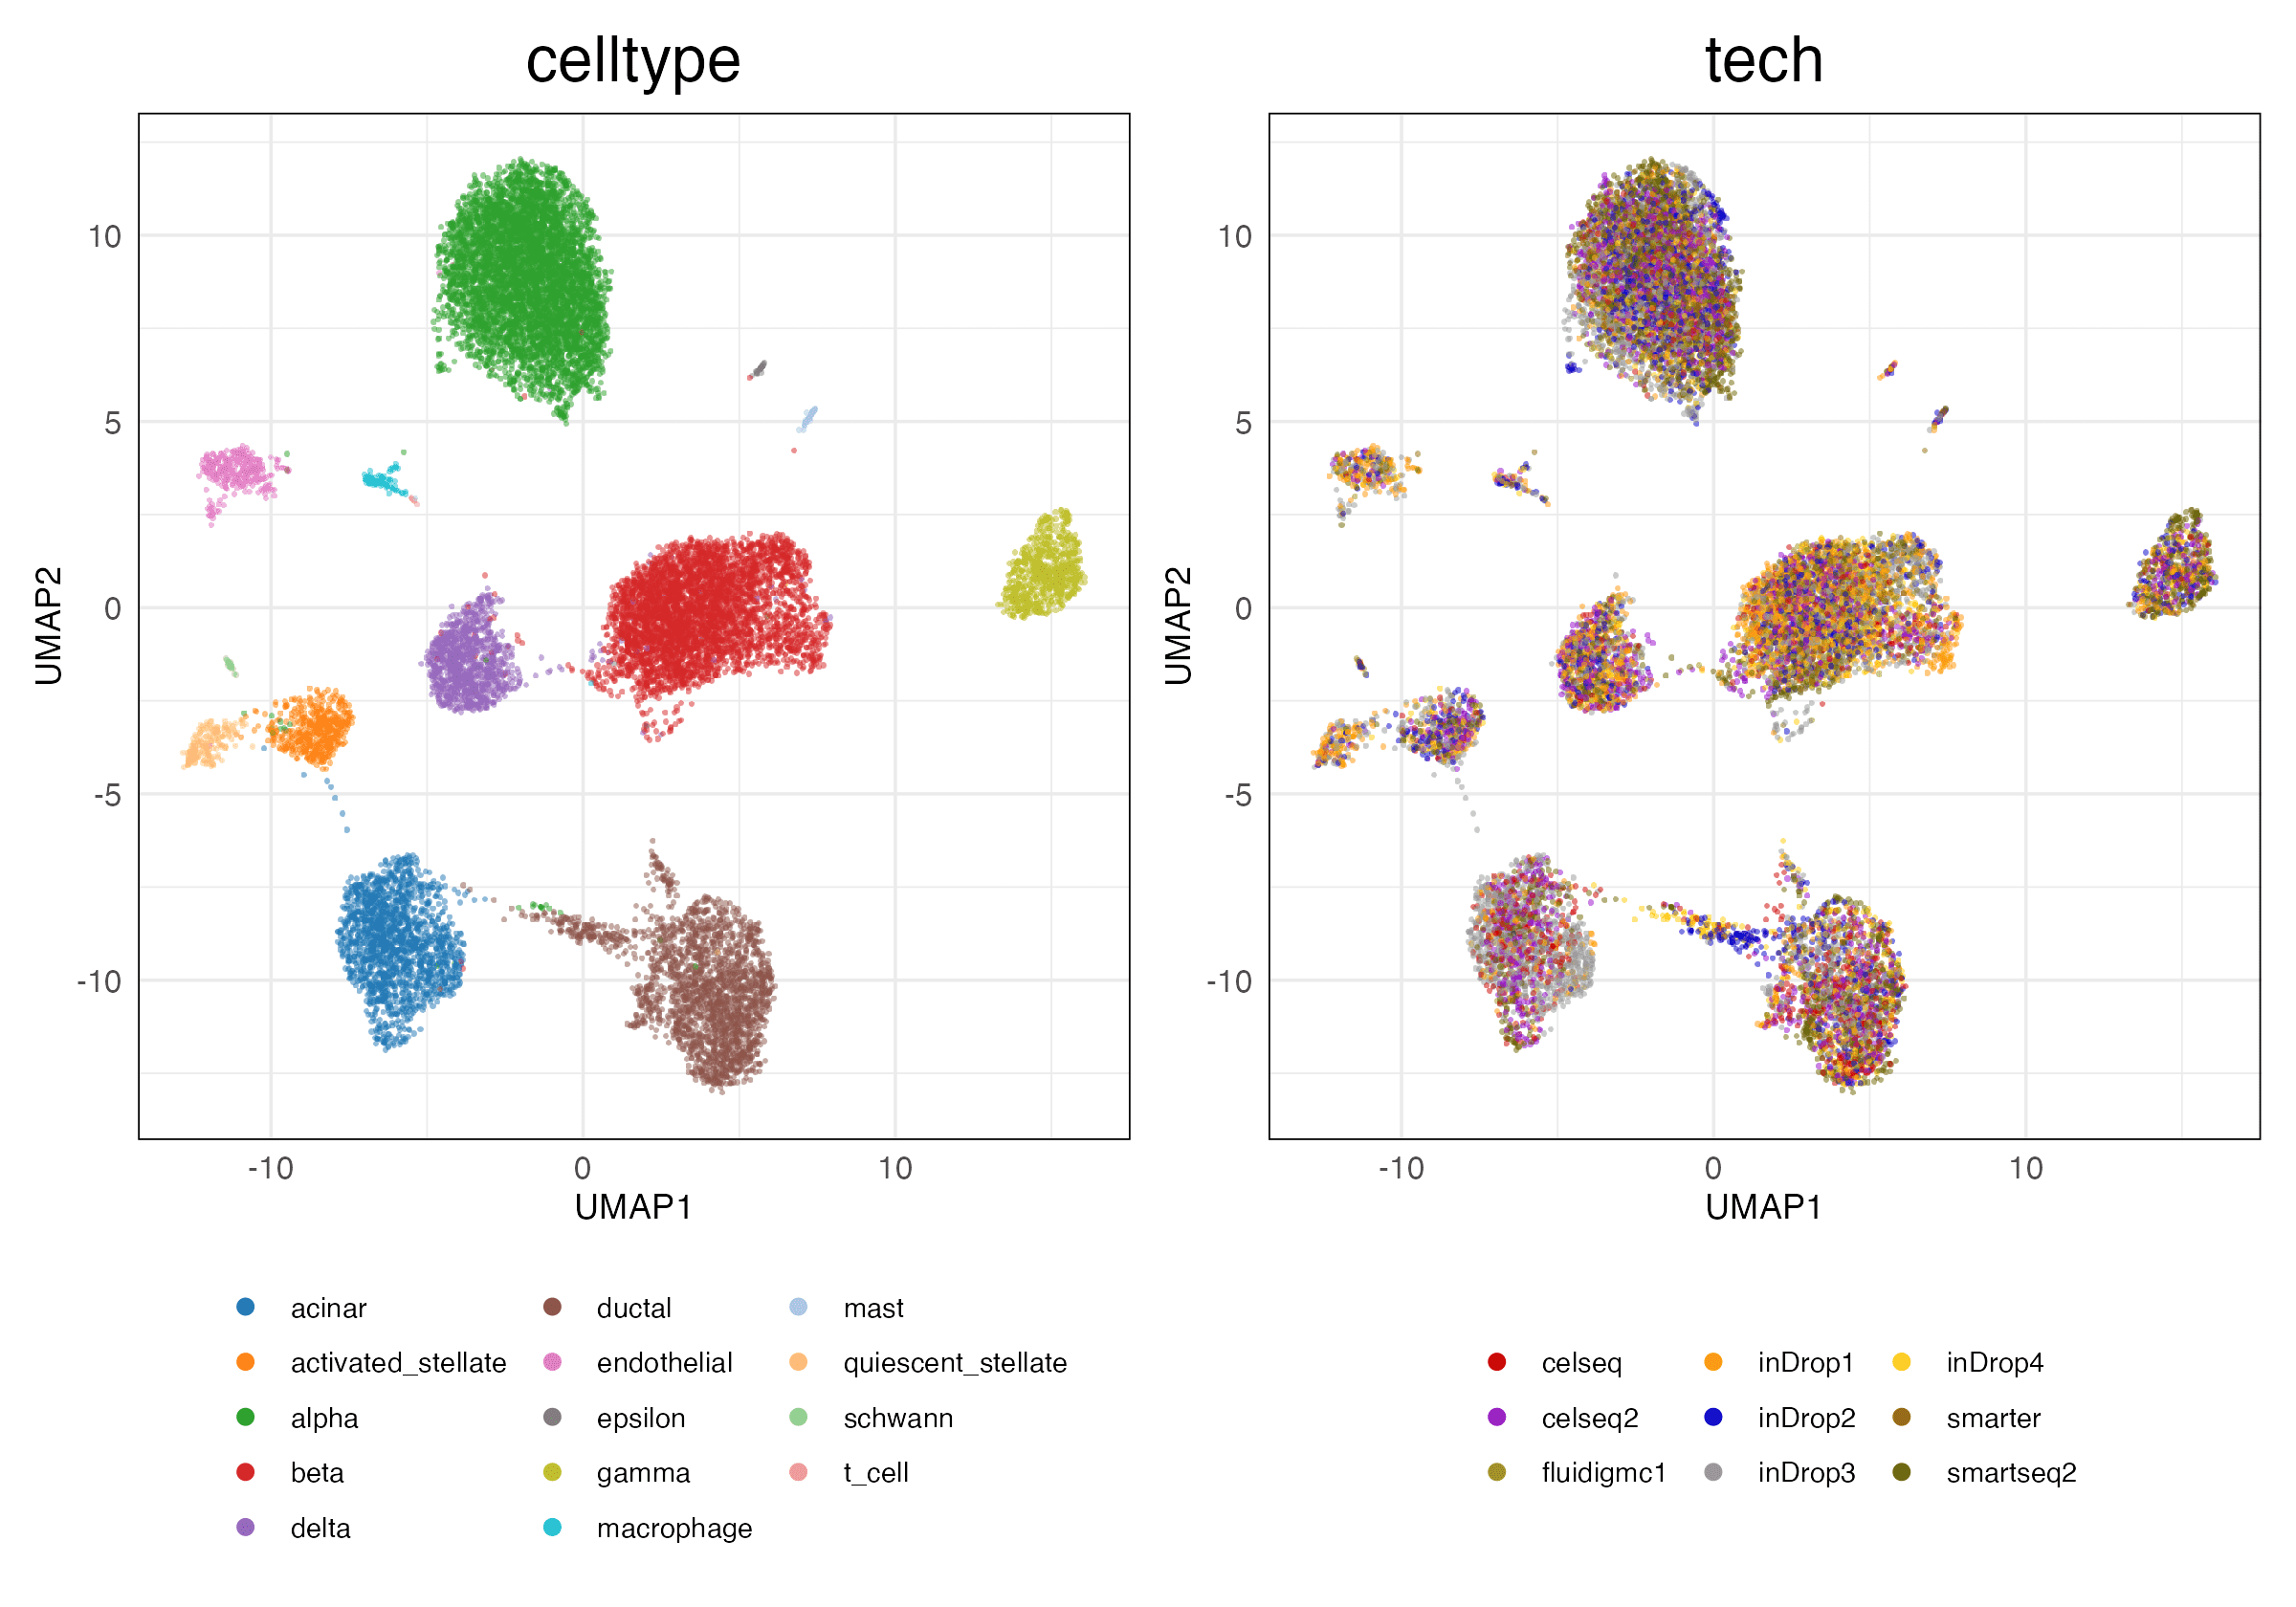 celltype
tech
10
5
0
-5
-10
UMAP2
-10 0 10
UMAP1
10
5
0
-5
-10
UMAP2
-10 0 10
UMAP1
acinar
activated_stellate
alpha
beta
delta
ductal
endothelial
epsilon
gamma
macrophage
mast
quiescent_stellate
schwann
t_cell
celseq
celseq2
fluidigmc1
inDrop1
inDrop2
inDrop3
inDrop4
smarter
smartseq2